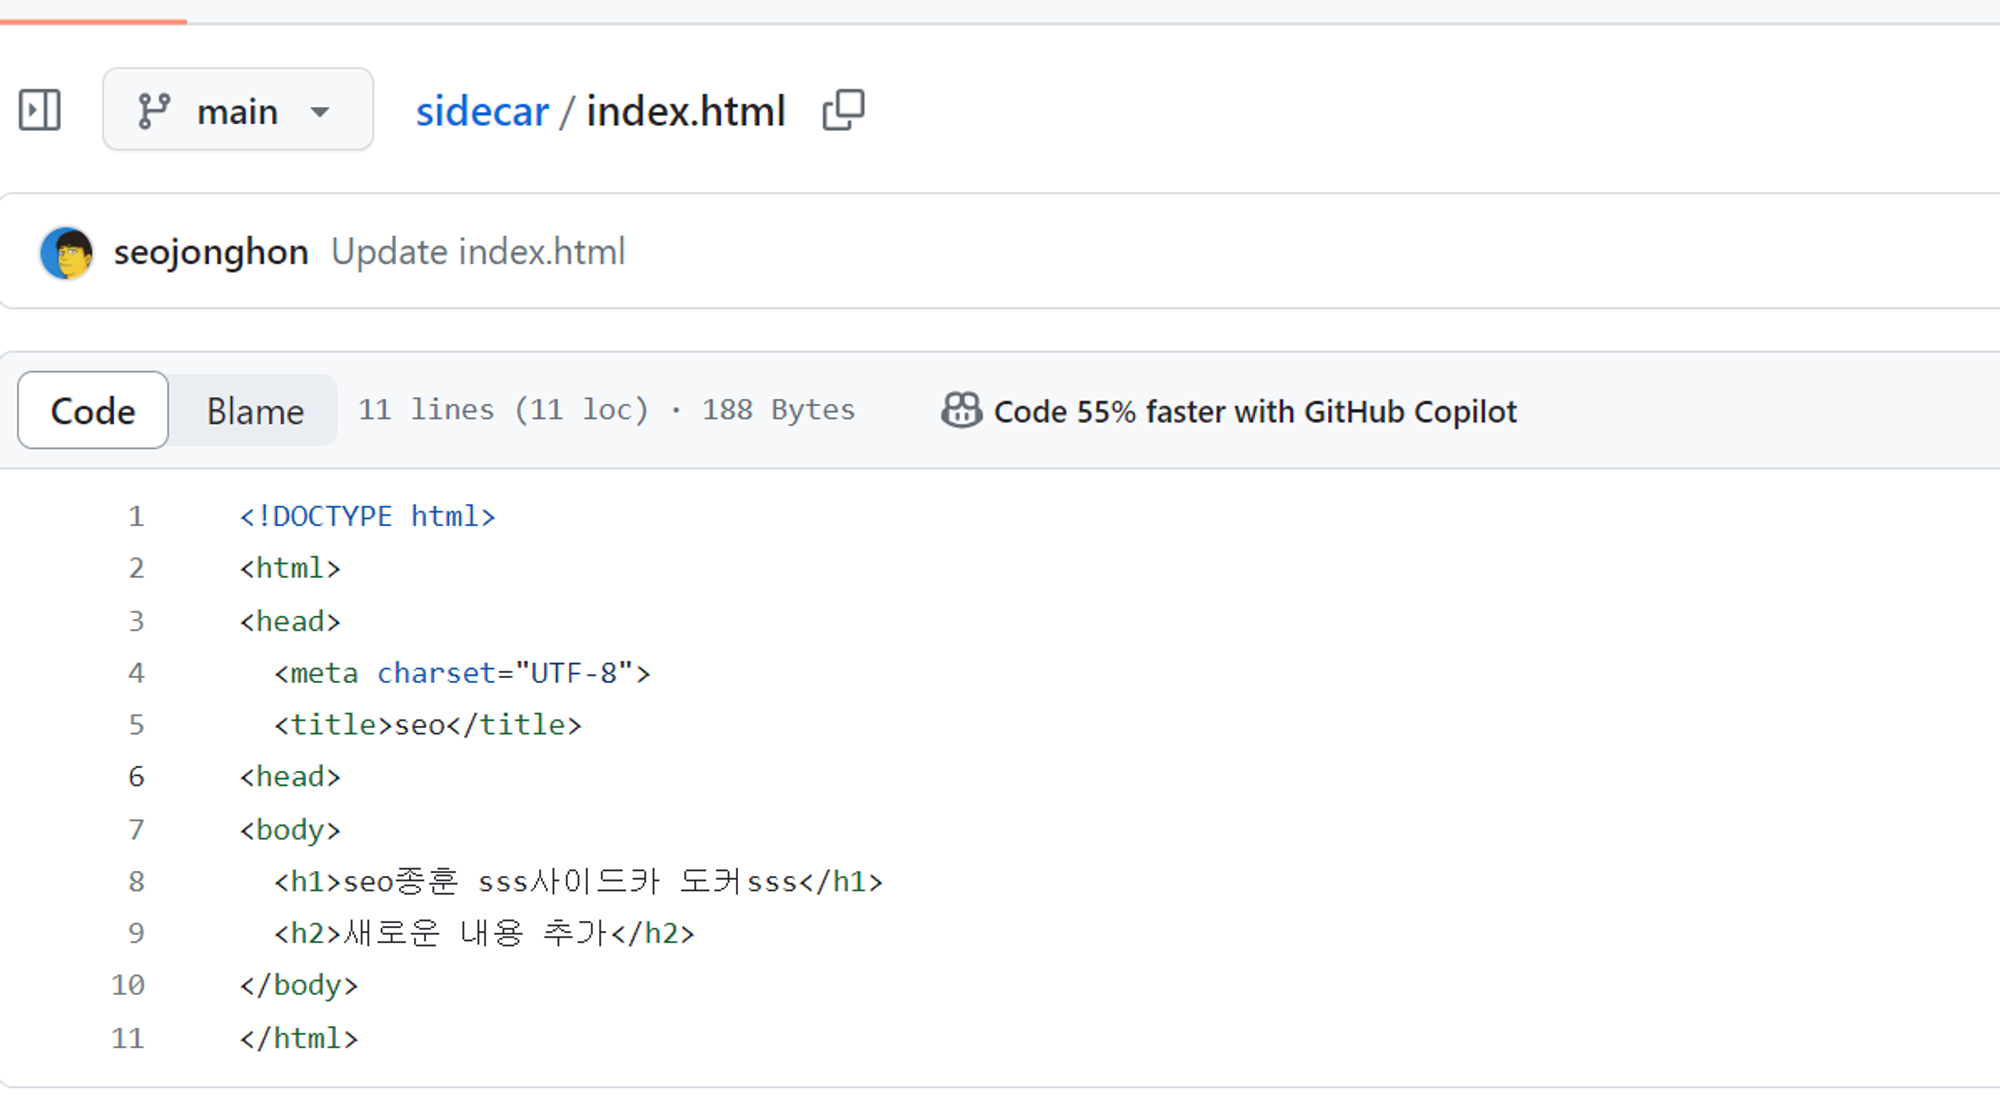 main
sidecar / index.html
seojonghon Update index.html
Code Blame 11 lines (11 loc) · 188 Bytes Code 55% faster with GitHub Copilot
1 <!DOCTYPE html>
2 <html>
3 <head>
4 <meta charset="UTF-8">
5 <title>seo</title>
6 <head>
7 <body>
8 <h1>seo종훈 sss사이드카 도커sss</h1>
9 <h2>새로운 내용 추가</h2>
10 </body>
11 </html>